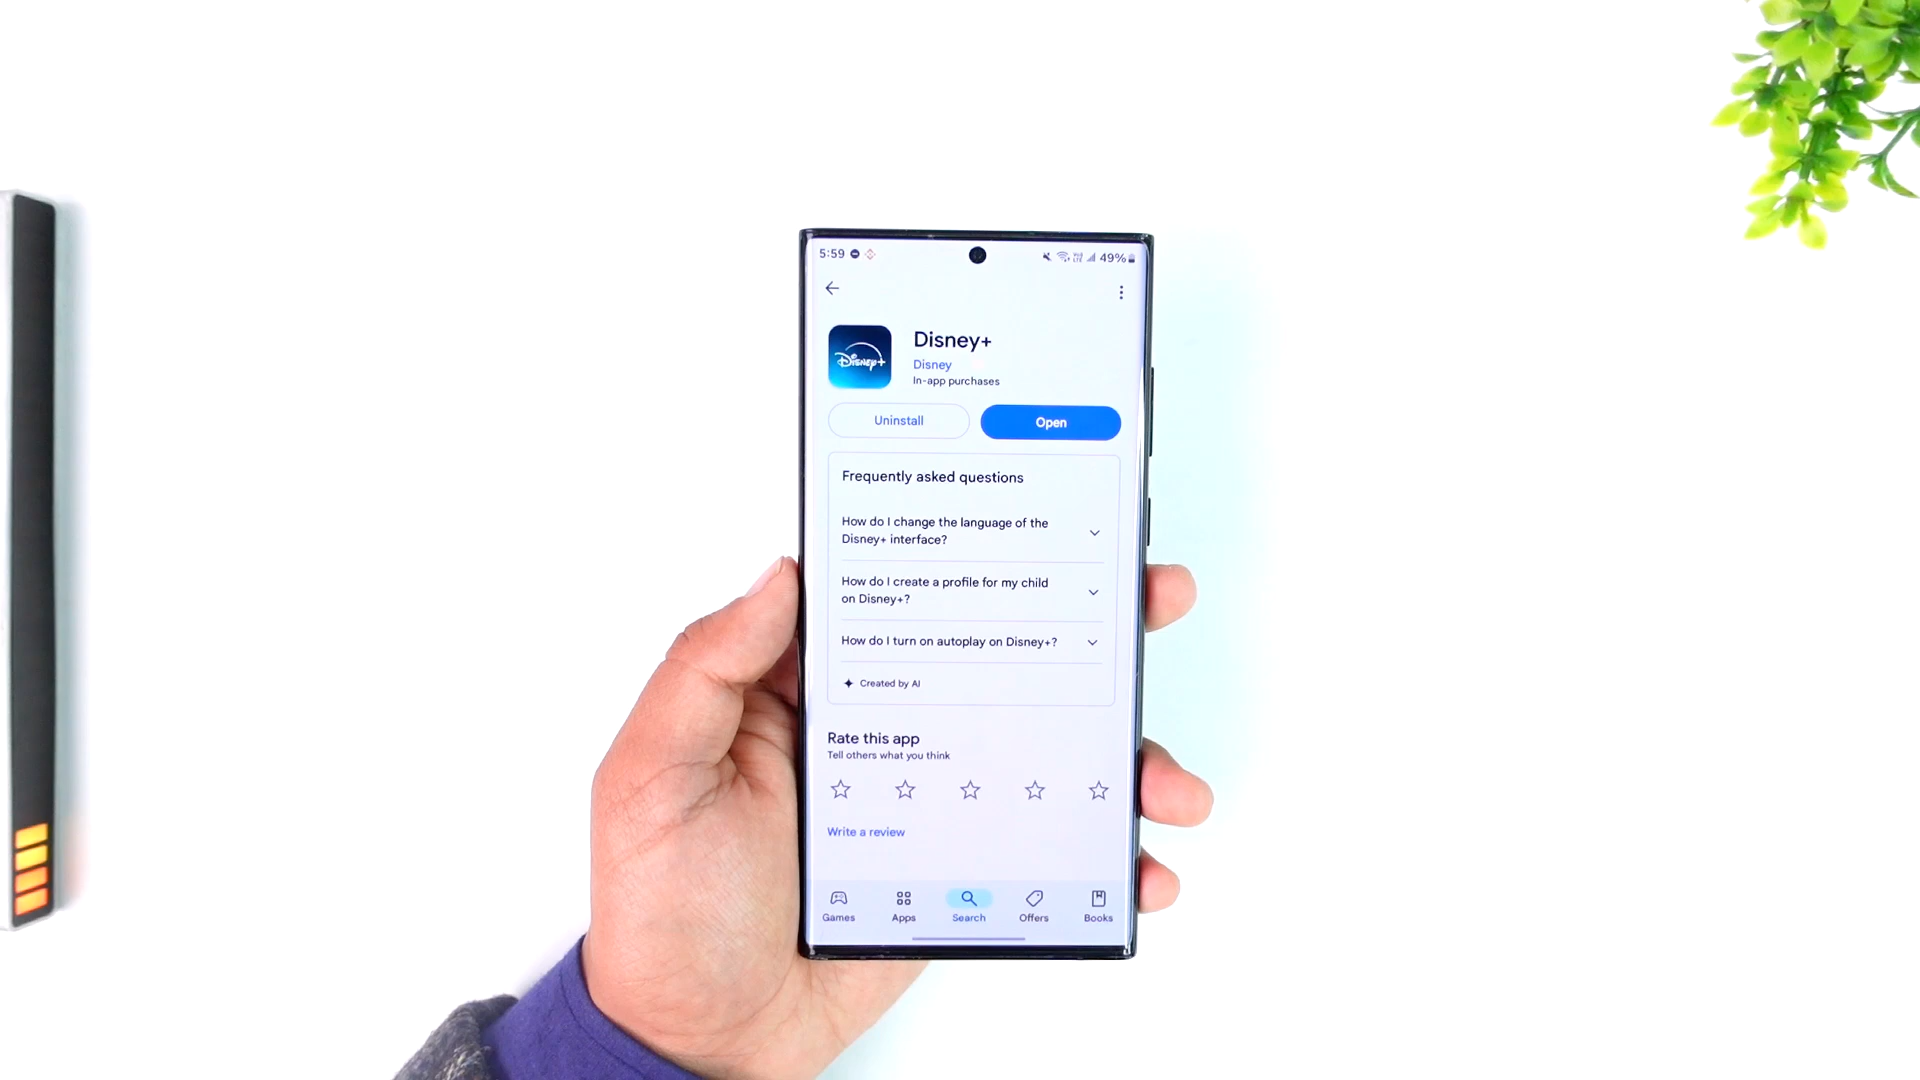 5:59
49%
Disney+
Disney+
Disney
In-app purchases
Uninstall
Open
Frequently asked questions
How do I change the language of the
Disney+ interface?
How do I create a profile for my child
on Disney+?
How do I turn on autoplay on Disney+?
Created by AI
Rate this app
Tell others what you think
Write a review
Games
Apps
Search
Offers
Books